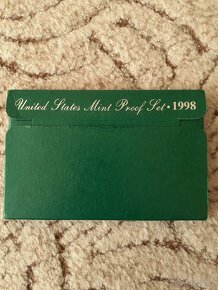 United States Mint Proof Set • 1998